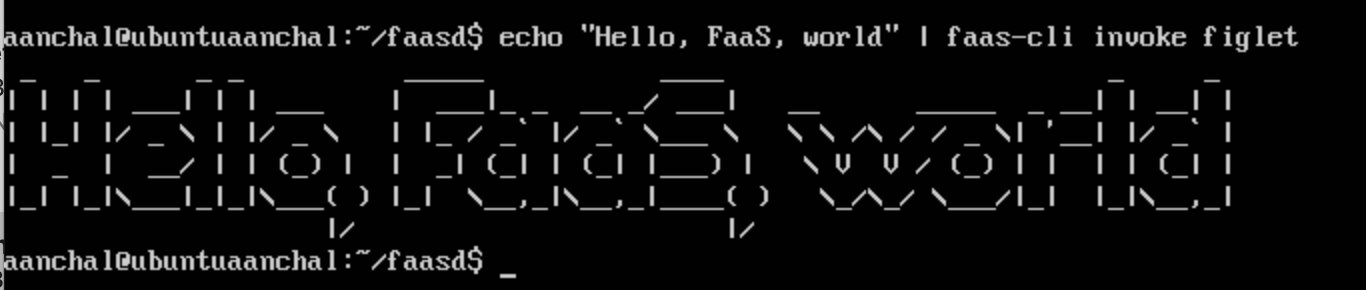 aanchal@ubuntuaanchal:~/faasd$ echo "Hello, FaaS, world" | faas-cli invoke figlet
Hello, FaaS, world
aanchal@ubuntuaanchal:~/faasd$ _